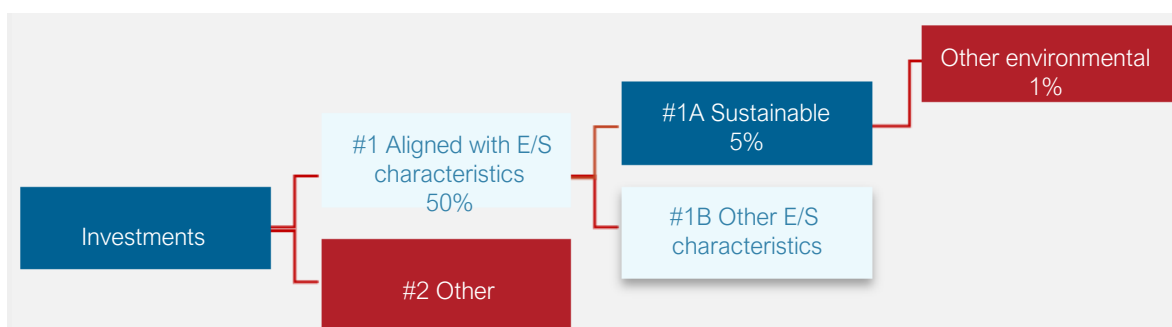 Investments
#1 Aligned with E/S
characteristics
50%
#2 Other
#1A Sustainable
5%
#1B Other E/S
characteristics
Other environmental
1%